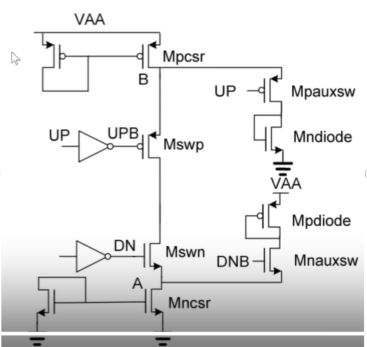 VAA
Mpcsr
B
UP
Mpauxsw
UP
UPB
Mswp
Mndiode
VAA
Mpdiode
DN
Mswn
DNB
Mnauxsw
A
Mncsr